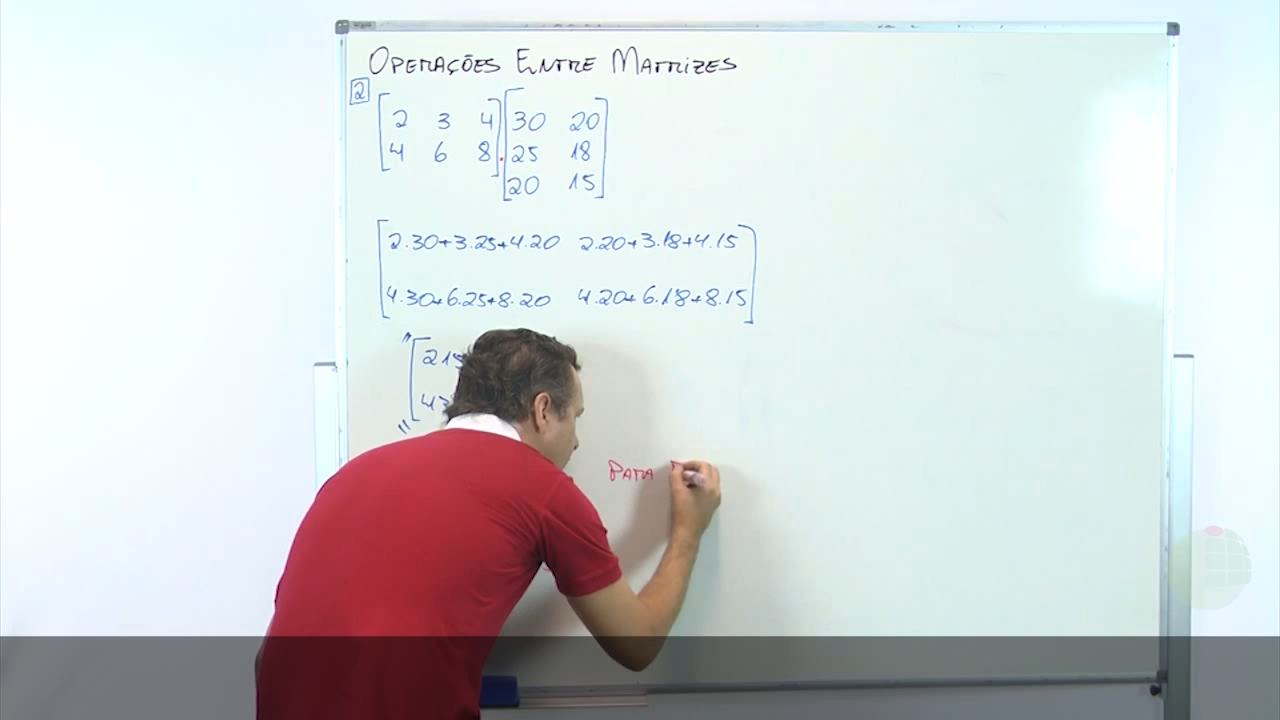 OPERAÇÕES ENTRE MATRIZES
2
2 3 4 30 20
4 6 8 . 25 18
20 15
2.30+3.25+4.20 2.20+3.18+4.15
4.30+6.25+8.20 4.20+6.18+8.15
215
PARA